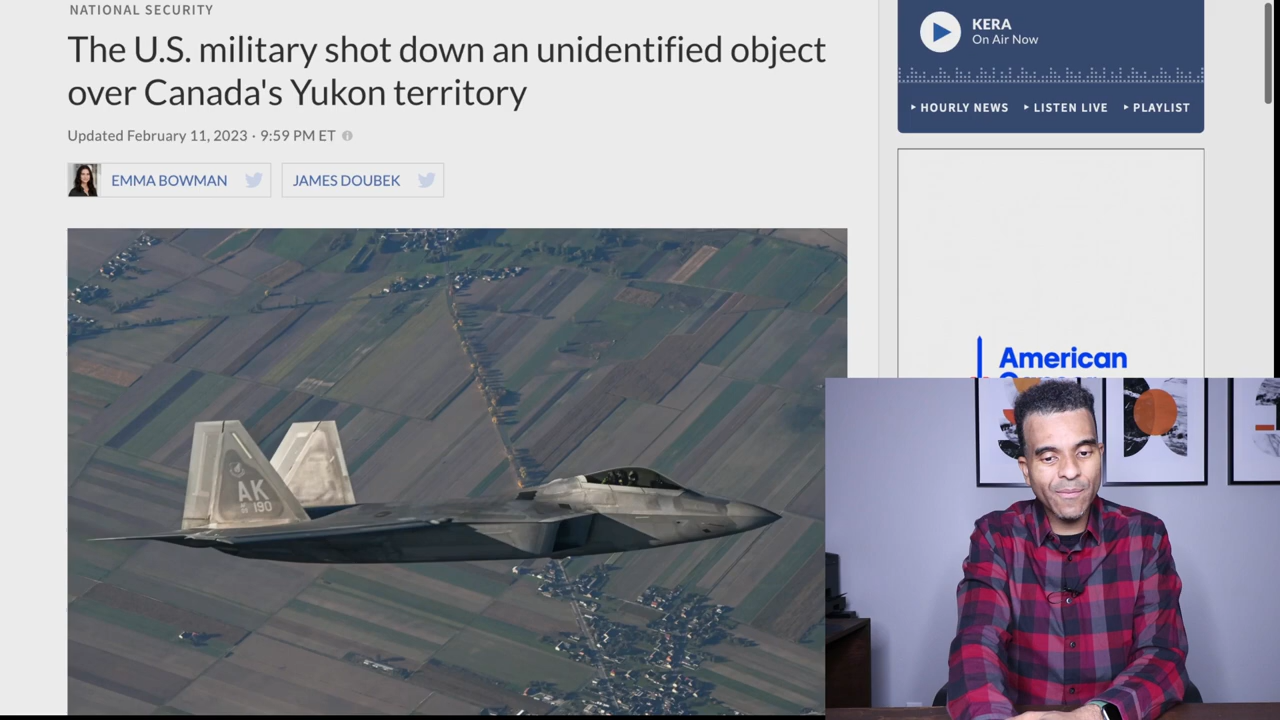 NATIONAL SECURITY
The U.S. military shot down an unidentified object
over Canada's Yukon territory
Updated February 11, 2023 · 9:59 PM ET
EMMA BOWMAN
JAMES DOUBEK
KERA
On Air Now
HOURLY NEWS
LISTEN LIVE
PLAYLIST
American
AK
190